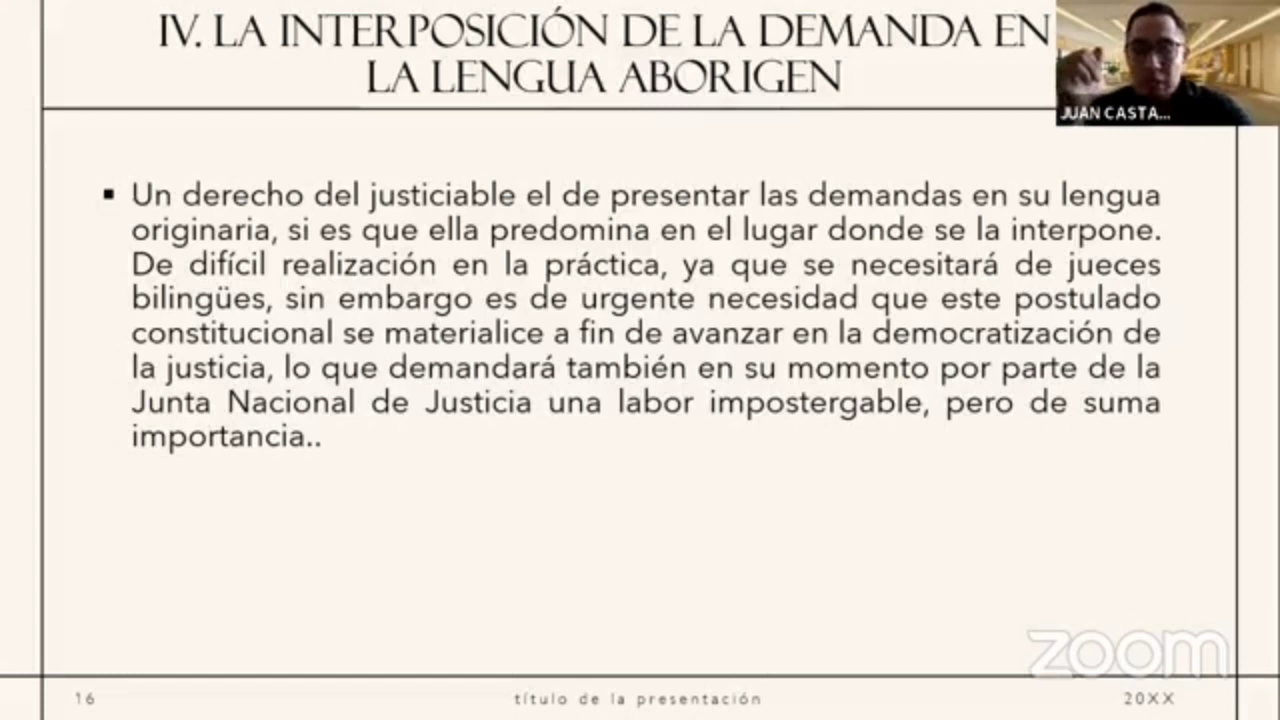 IV. LA INTERPOSICIÓN DE LA DEMANDA EN
LA LENGUA ABORIGEN
JUAN CASTA...
▪ Un derecho del justiciable el de presentar las demandas en su lengua
originaria, si es que ella predomina en el lugar donde se la interpone.
De difícil realización en la práctica, ya que se necesitará de jueces
bilingües, sin embargo es de urgente necesidad que este postulado
constitucional se materialice a fin de avanzar en la democratización de
la justicia, lo que demandará también en su momento por parte de la
Junta Nacional de Justicia una labor impostergable, pero de suma
importancia..
zoom
16
título de la presentación
20XX